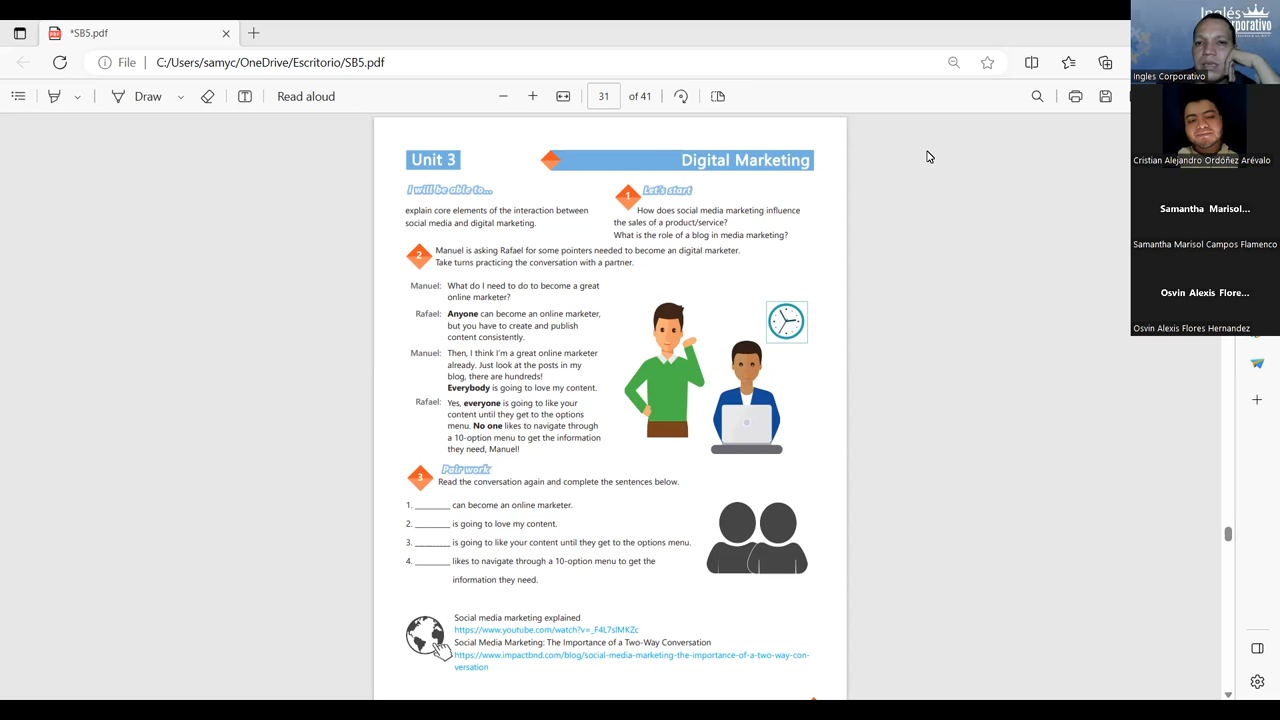 *SB5.pdf
File
C:/Users/samyc/OneDrive/Escritorio/SB5.pdf
Draw
Read aloud
31
of 41
Unit 3
Digital Marketing
I will be able to...
explain core elements of the interaction between
social media and digital marketing.
1
Let's start
How does social media marketing influence
the sales of a product/service?
What is the role of a blog in media marketing?
2
Manuel is asking Rafael for some pointers needed to become an digital marketer.
Take turns practicing the conversation with a partner.
Manuel: What do I need to do to become a great
online marketer?
Rafael: Anyone can become an online marketer,
but you have to create and publish
content consistently.
Manuel: Then, I think I'm a great online marketer
already. Just look at the posts in my
blog, there are hundreds!
Everybody is going to love my content.
Rafael: Yes, everyone is going to like your
content until they get to the options
menu. No one likes to navigate through
a 10-option menu to get the information
they need, Manuel!
3
Pair work
Read the conversation again and complete the sentences below.
1. ________ can become an online marketer.
2. ________ is going to love my content.
3. ________ is going to like your content until they get to the options menu.
4. ________ likes to navigate through a 10-option menu to get the
information they need.
Social media marketing explained
https://www.youtube.com/watch?v=_F4L7slMKZc
Social Media Marketing: The Importance of a Two-Way Conversation
https://www.impactbnd.com/blog/social-media-marketing-the-importance-of-a-two-way-con-
versation
Inglés
Ingles Corporativo
Cristian Alejandro Ordóñez Arévalo
Samantha Marisol...
Samantha Marisol Campos Flamenco
Osvin Alexis Flore...
Osvin Alexis Flores Hernandez